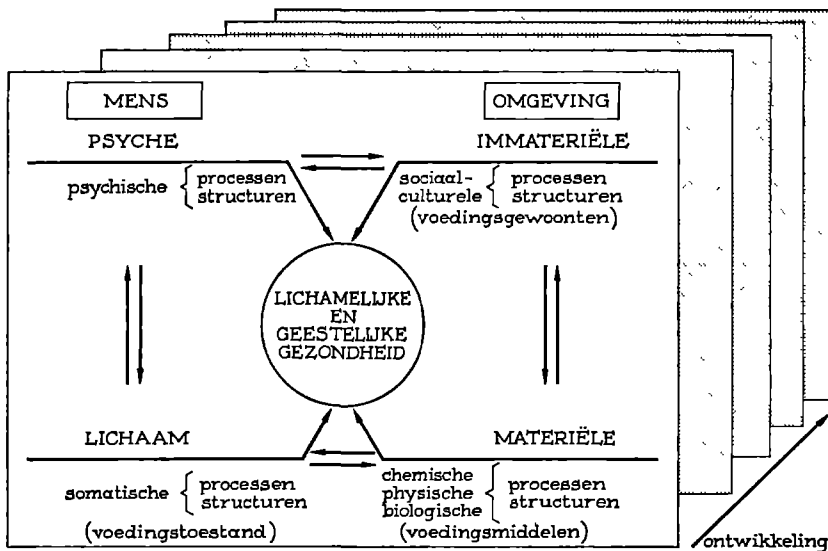 MENS
OMGEVING
PSYCHE
IMMATERIËLE
psychische { processen
structuren
sociaal-
culturele { processen
structuren
(voedingsgewoonten)
LICHAMELIJKE
EN
GEESTELIJKE
GEZONDHEID
LICHAAM
MATERIËLE
somatische { processen
structuren
(voedingstoestand)
chemische
physische
biologische { processen
structuren
(voedingsmiddelen)
ontwikkeling